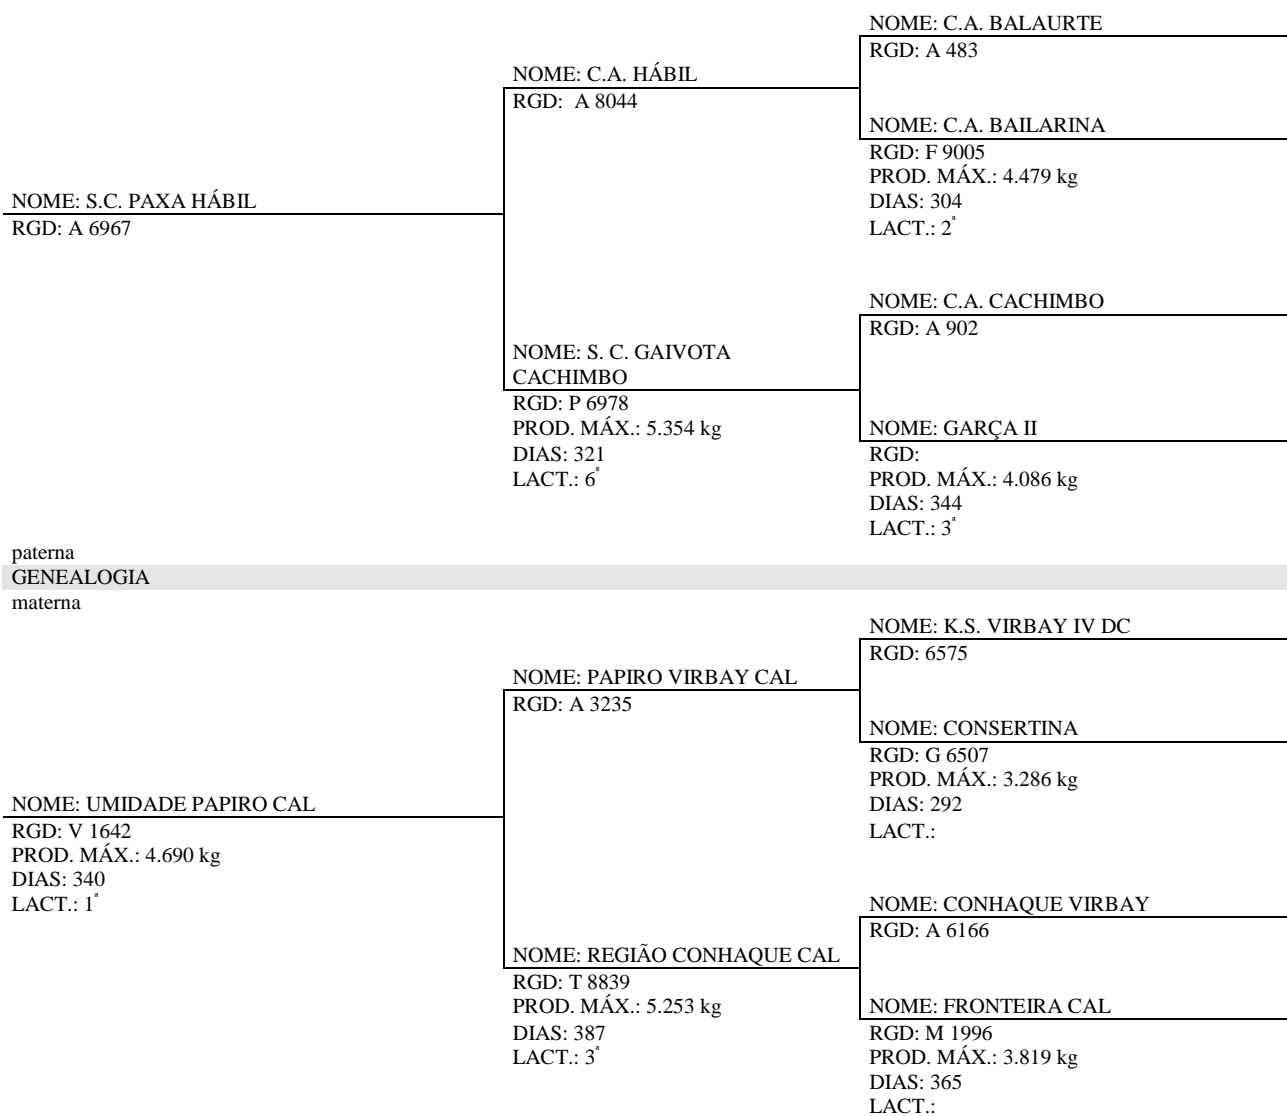 NOME: C.A. BALAURTE
RGD: A 483
NOME: C.A. HÁBIL
RGD: A 8044
NOME: C.A. BAILARINA
RGD: F 9005
PROD. MÁX.: 4.479 kg
DIAS: 304
LACT.: 2ª
NOME: S.C. PAXA HÁBIL
RGD: A 6967
NOME: C.A. CACHIMBO
RGD: A 902
NOME: S. C. GAIVOTA
CACHIMBO
RGD: P 6978
PROD. MÁX.: 5.354 kg
DIAS: 321
LACT.: 6ª
NOME: GARÇA II
RGD:
PROD. MÁX.: 4.086 kg
DIAS: 344
LACT.: 3ª
paterna
GENEALOGIA
materna
NOME: K.S. VIRBAY IV DC
RGD: 6575
NOME: PAPIRO VIRBAY CAL
RGD: A 3235
NOME: CONSERTINA
RGD: G 6507
PROD. MÁX.: 3.286 kg
DIAS: 292
LACT.:
NOME: UMIDADE PAPIRO CAL
RGD: V 1642
PROD. MÁX.: 4.690 kg
DIAS: 340
LACT.: 1ª
NOME: CONHAQUE VIRBAY
RGD: A 6166
NOME: REGIÃO CONHAQUE CAL
RGD: T 8839
PROD. MÁX.: 5.253 kg
DIAS: 387
LACT.: 3ª
NOME: FRONTEIRA CAL
RGD: M 1996
PROD. MÁX.: 3.819 kg
DIAS: 365
LACT.: